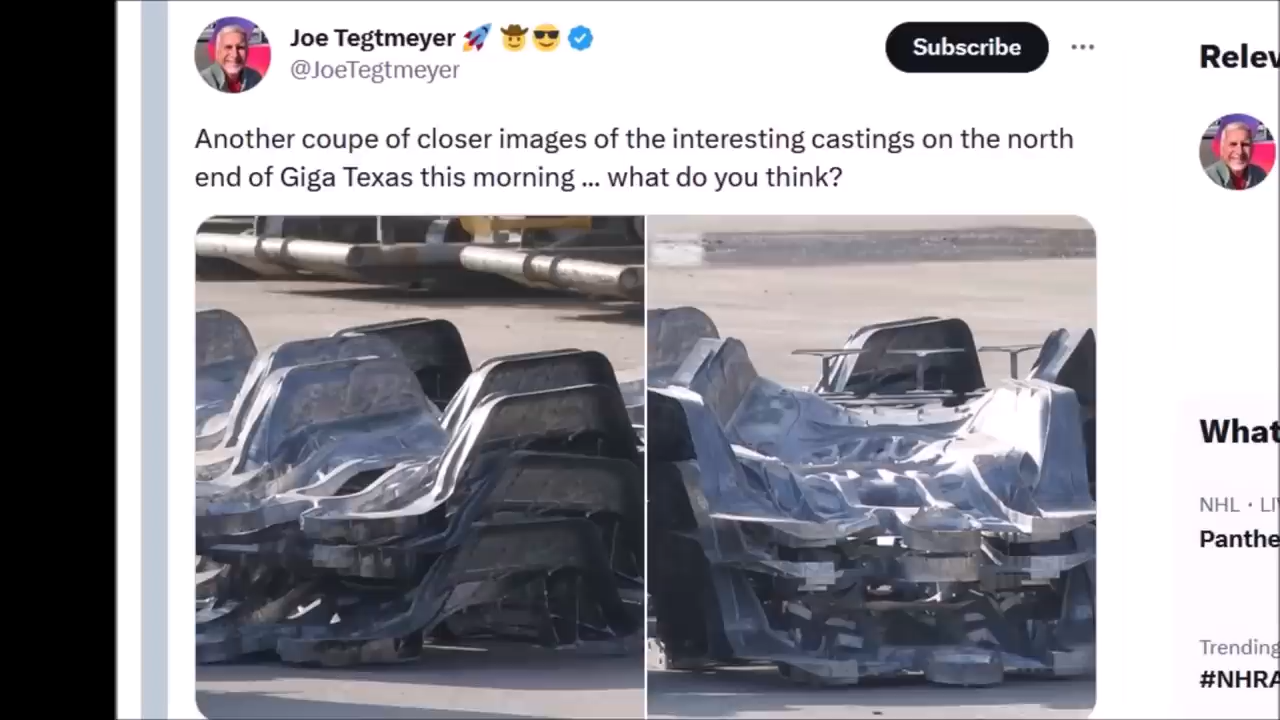 Joe Tegtmeyer 🚀 🤠😎
@JoeTegtmeyer
Subscribe
Another coupe of closer images of the interesting castings on the north
end of Giga Texas this morning ... what do you think?
Relev
What
NHL · LI
Panthe
Trending
#NHRA